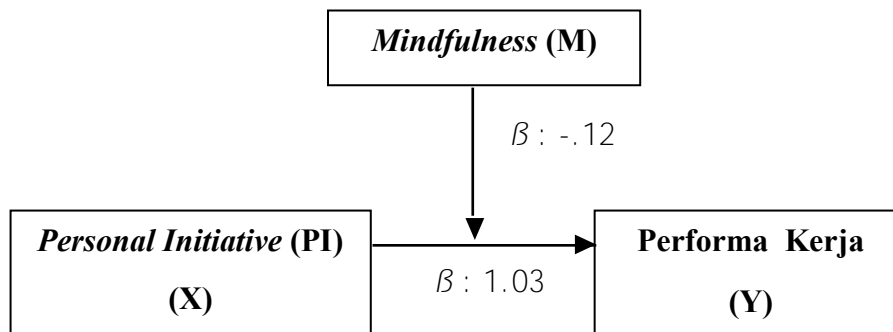 Mindfulness (M)
ß : -.12
Personal Initiative (PI)
(X)
ß : 1.03
Performa Kerja
(Y)